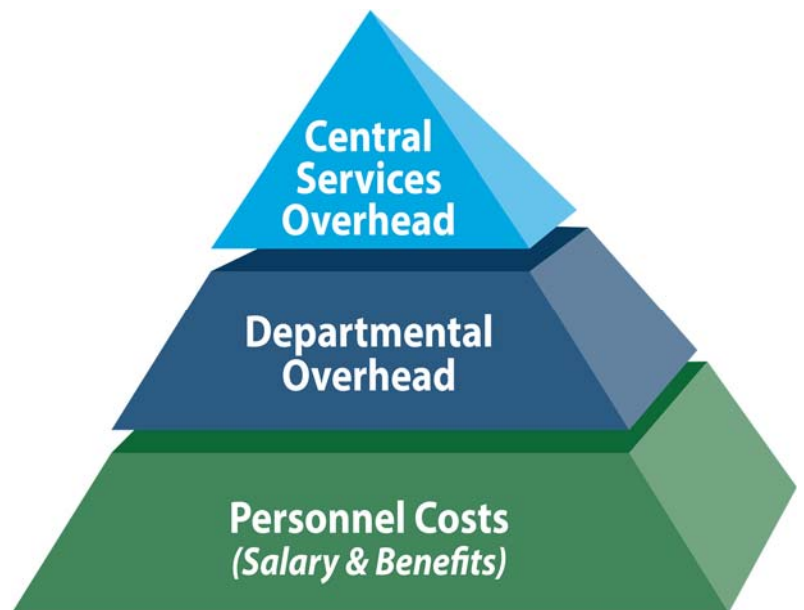 Central
Services
Overhead
Departmental
Overhead
Personnel Costs
(Salary & Benefits)